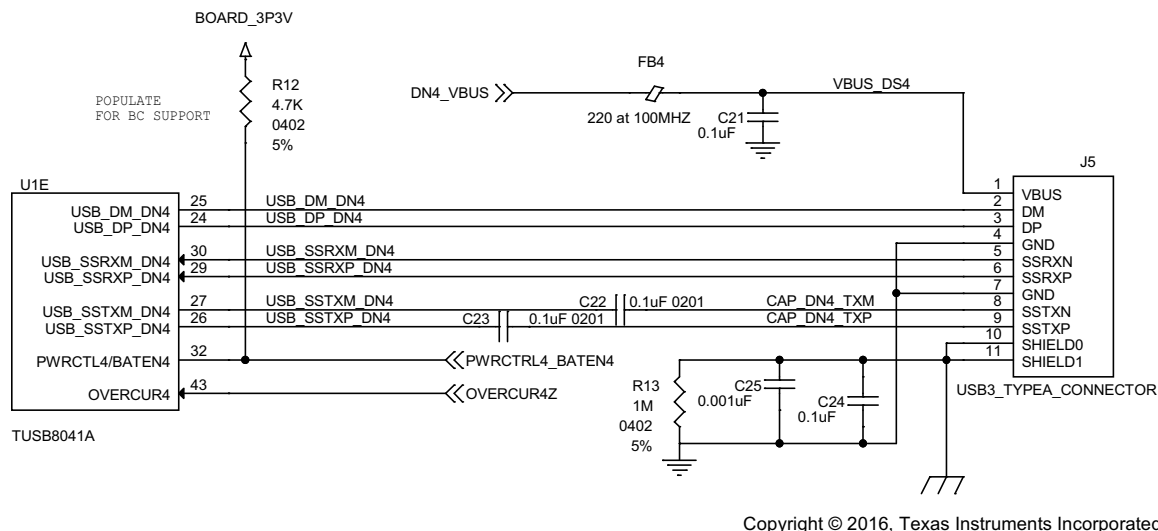 BOARD_3P3V
POPULATE
FOR BC SUPPORT
R12
4.7K
0402
5%
DN4_VBUS
FB4
220 at 100MHZ
VBUS_DS4
C21
0.1uF
J5
U1E
USB_DM_DN4 25 USB_DM_DN4
USB_DP_DN4 24 USB_DP_DN4
USB_SSRXM_DN4 30 USB_SSRXM_DN4
USB_SSRXP_DN4 29 USB_SSRXP_DN4
USB_SSTXM_DN4 27 USB_SSTXM_DN4 C22 0.1uF 0201 CAP_DN4_TXM
USB_SSTXP_DN4 26 USB_SSTXP_DN4 C23 0.1uF 0201 CAP_DN4_TXP
PWRCTL4/BATEN4 32 PWRCTRL4_BATEN4
OVERCUR4 43 OVERCUR4Z
TUSB8041A
1 VBUS
2 DM
3 DP
4 GND
5 SSRXN
6 SSRXP
7 GND
8 SSTXN
9 SSTXP
10 SHIELD0
11 SHIELD1
USB3_TYPEA_CONNECTOR
R13
1M
0402
5%
C25
0.001uF
C24
0.1uF
Copyright © 2016, Texas Instruments Incorporated